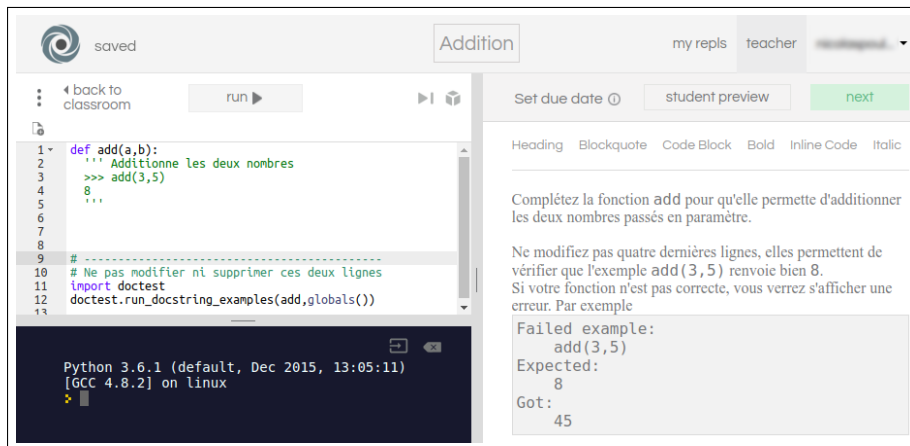 saved
Addition
my repls teacher
back to classroom
run
Set due date
student preview
next
1 def add(a,b):
2 ''' Additionne les deux nombres
3 >>> add(3,5)
4 8
5 '''
6
7
8
9 # --------------------------------------------
10 # Ne pas modifier ni supprimer ces deux lignes
11 import doctest
12 doctest.run_docstring_examples(add,globals())
13
Python 3.6.1 (default, Dec 2015, 13:05:11)
[GCC 4.8.2] on linux
Heading Blockquote Code Block Bold Inline Code Italic
Complétez la fonction add pour qu'elle permette d'additionner
les deux nombres passés en paramètre.
Ne modifiez pas quatre dernières lignes, elles permettent de
vérifier que l'exemple add(3,5) renvoie bien 8.
Si votre fonction n'est pas correcte, vous verrez s'afficher une
erreur. Par exemple
Failed example:
add(3,5)
Expected:
8
Got:
45